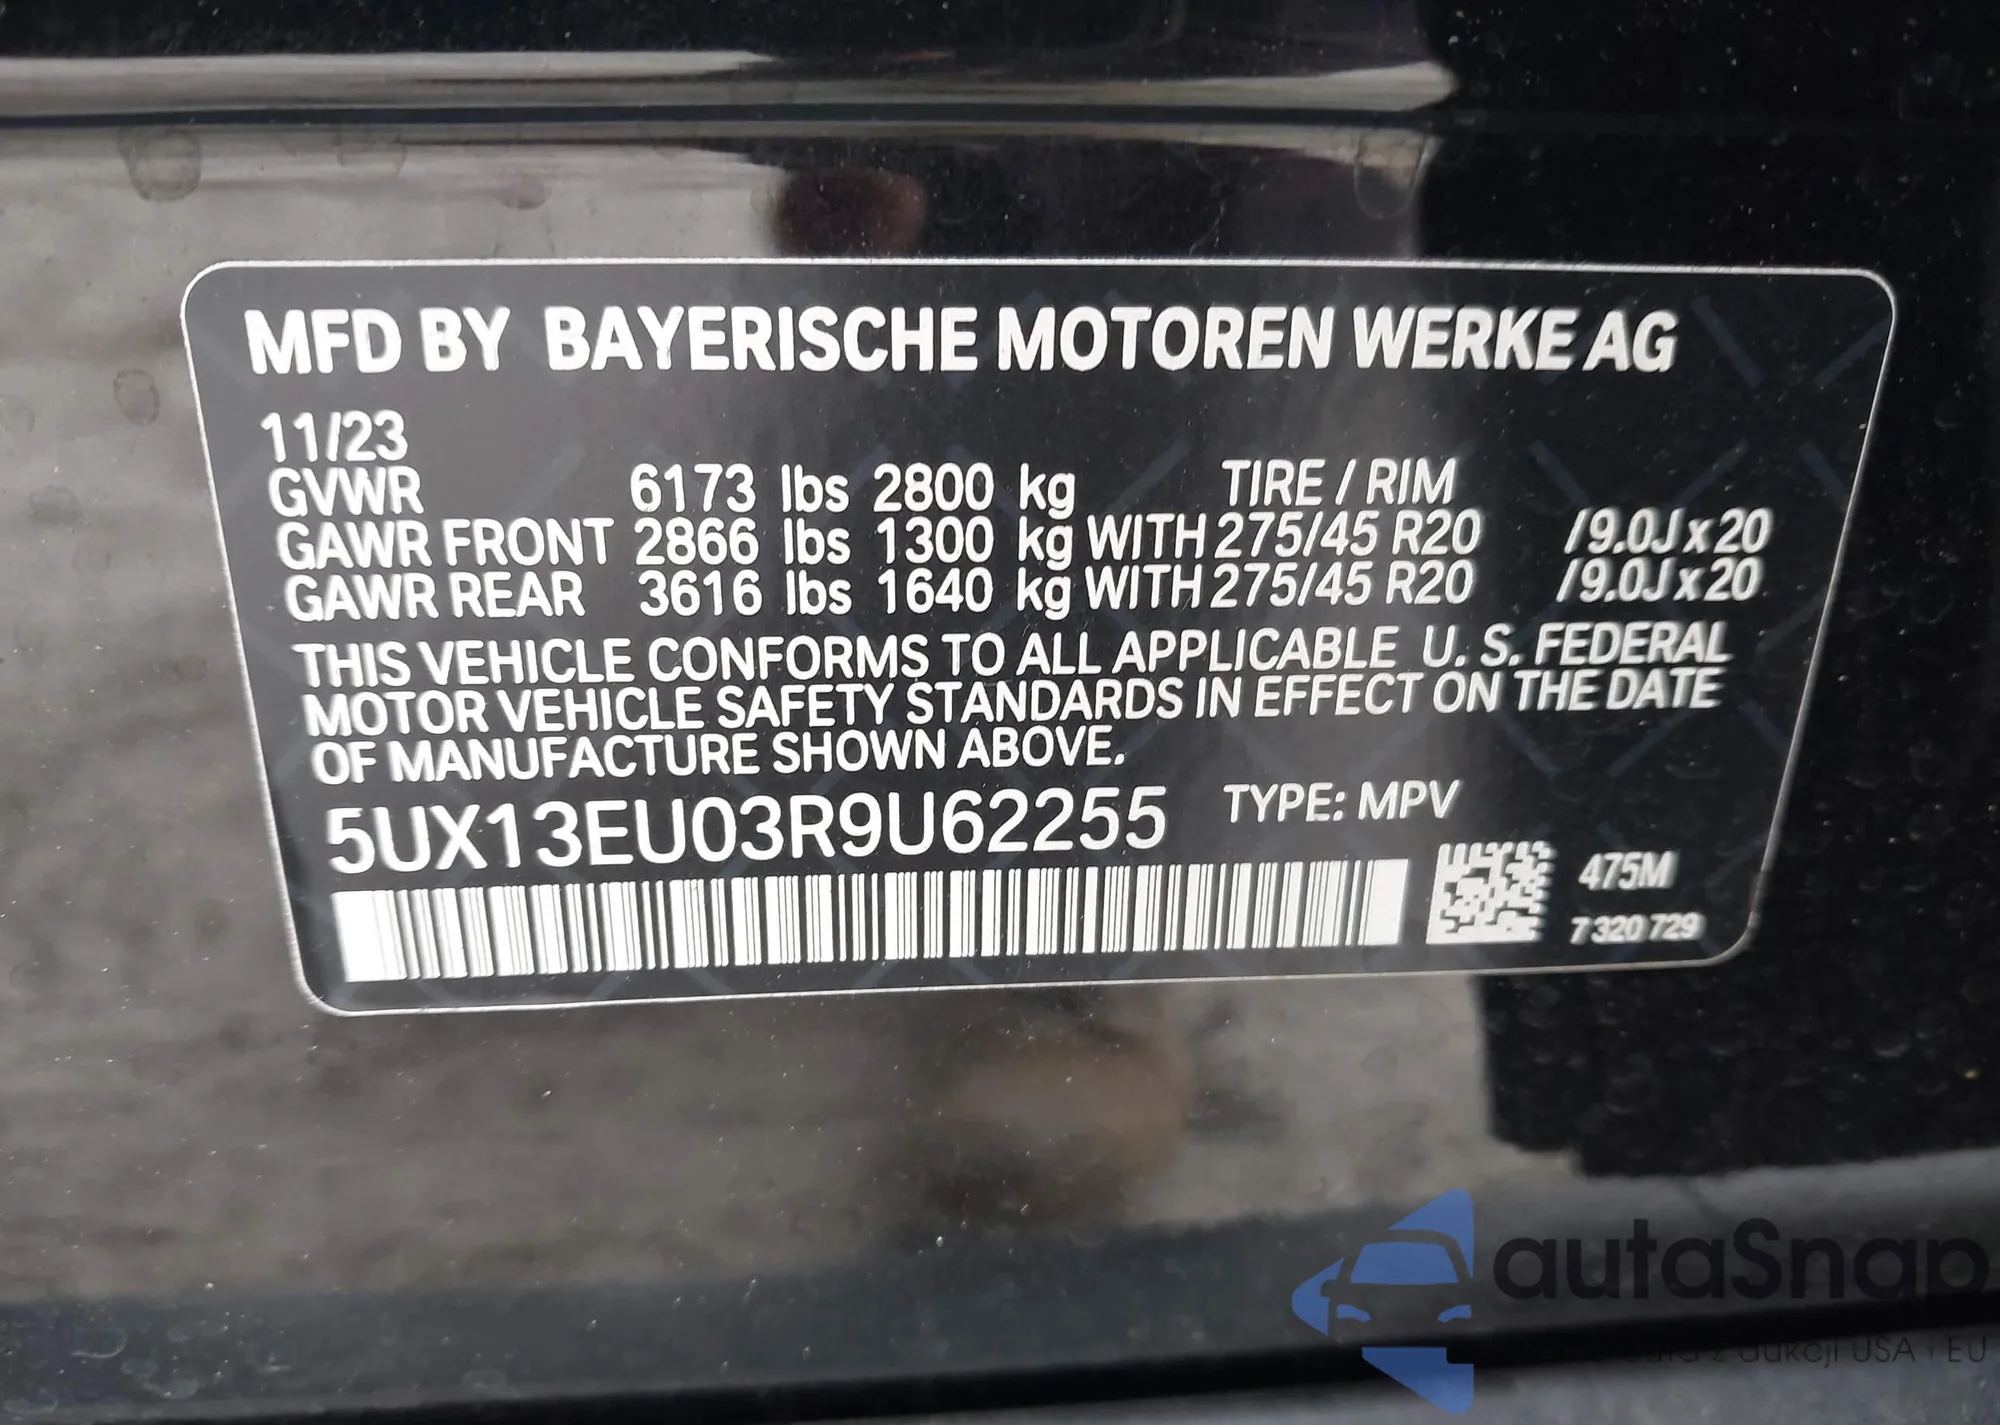 MFD BY BAYERISCHE MOTOREN WERKE AG
11/23
GVWR 6173 lbs 2800 kg TIRE / RIM
GAWR FRONT 2866 lbs 1300 kg WITH 275/45 R20 /9.0J x 20
GAWR REAR 3616 lbs 1640 kg WITH 275/45 R20 /9.0J x 20
THIS VEHICLE CONFORMS TO ALL APPLICABLE U. S. FEDERAL
MOTOR VEHICLE SAFETY STANDARDS IN EFFECT ON THE DATE
OF MANUFACTURE SHOWN ABOVE.
5UX13EU03R9U62255 TYPE: MPV
475M
7 320 729
autaSnap
z aukcji USA i EU